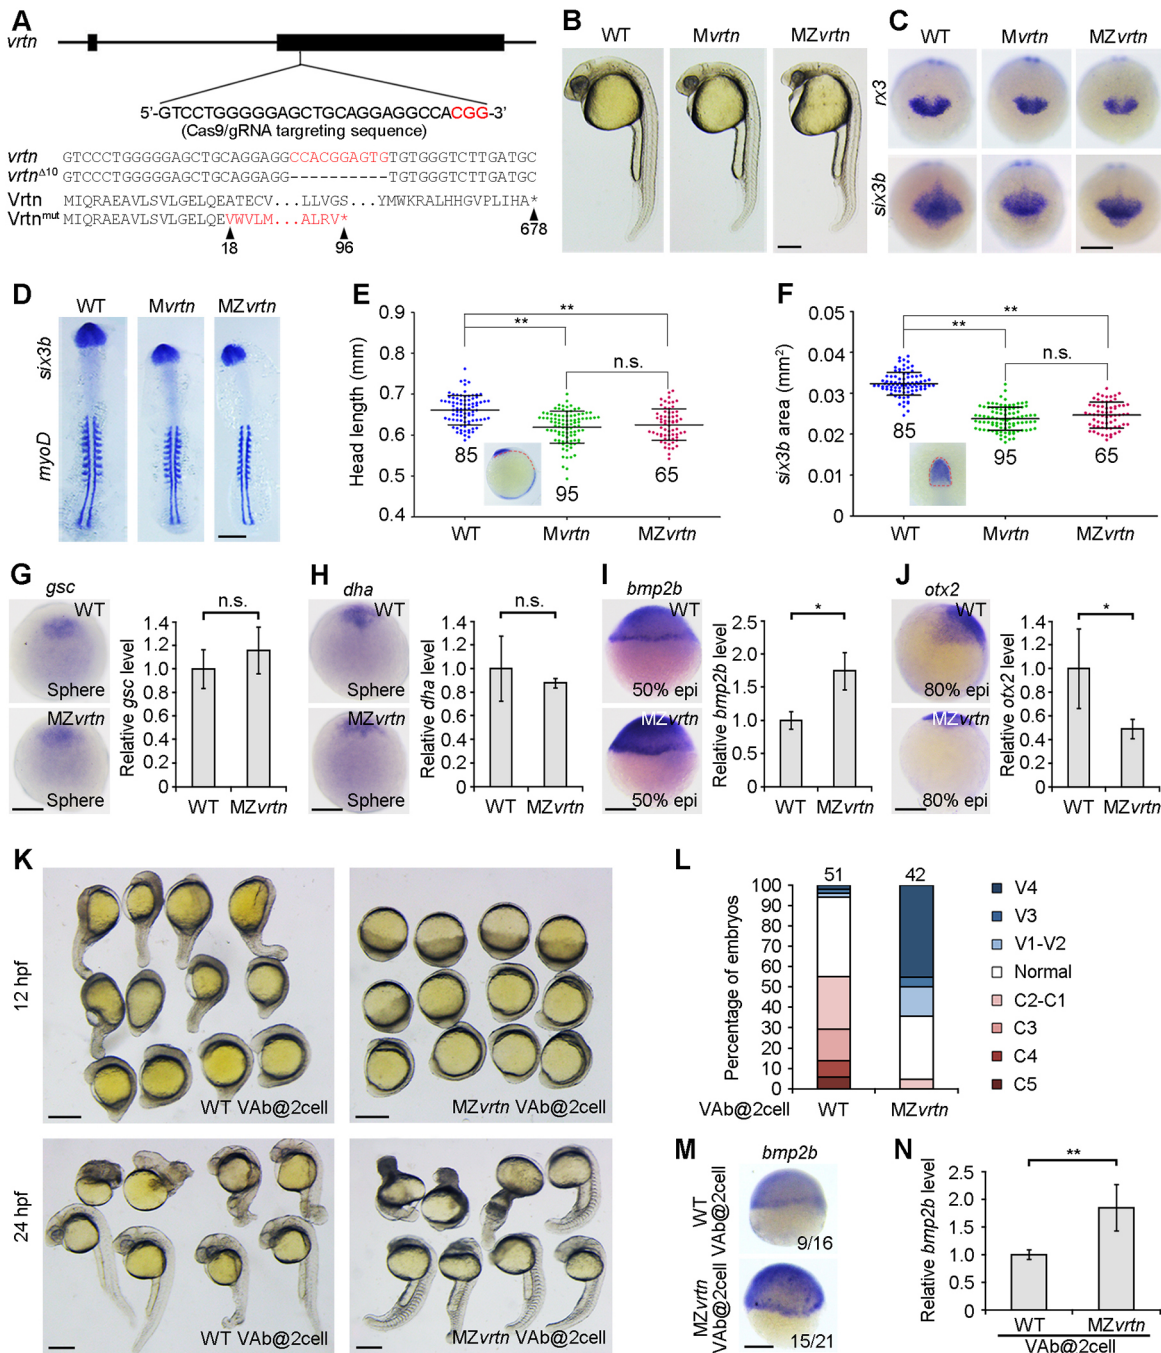 A
vrtn
5'-GTCCTGGGGGAGCTGCAGGAGGCCACGG-3'
(Cas9/gRNA targeting sequence)
vrtn GTCCCTGGGGGAGCTGCAGGAGGCCACGGAGTGTGTGGGTCTTGATGC
vrtnΔ10 GTCCCTGGGGGAGCTGCAGGAGG----------TGTGGGTCTTGATGC
Vrtn MIQRAEAVLSVLGELQEATECV...LLVGS...YMWKRALHHGVPLIHA*
Vrtnmut MIQRAEAVLSVLGELQEVWVLM...ALRV*
18 96 678
B
WT Mvrtn MZvrtn
C
WT Mvrtn MZvrtn
rx3
six3b
D
WT Mvrtn MZvrtn
six3b
myoD
E
Head length (mm)
0.9
0.8
0.7
0.6
0.5
0.4
**
**
n.s.
85
95
65
WT Mvrtn MZvrtn
F
six3b area (mm²)
0.05
0.04
0.03
0.02
0.01
0
**
**
n.s.
85
95
65
WT Mvrtn MZvrtn
G
gsc
WT
Sphere
MZvrtn
Sphere
Relative gsc level
n.s.
1.4
1.2
1.0
0.8
0.6
0.4
0.2
0
WT MZvrtn
H
dha
WT
Sphere
MZvrtn
Sphere
Relative dha level
n.s.
1.4
1.2
1.0
0.8
0.6
0.4
0.2
0
WT MZvrtn
I
bmp2b
WT
50% epi
MZvrtn
50% epi
Relative bmp2b level
*
2.5
2.0
1.5
1.0
0.5
0
WT MZvrtn
J
otx2
WT
80% epi
MZvrtn
80% epi
Relative otx2 level
*
1.4
1.2
1.0
0.8
0.6
0.4
0.2
0
WT MZvrtn
K
12 hpf
WT VAb@2cell
MZvrtn VAb@2cell
24 hpf
WT VAb@2cell
MZvrtn VAb@2cell
L
Percentage of embryos
51 42
100
90
80
70
60
50
40
30
20
10
0
VAb@2cell WT MZvrtn
V4
V3
V1-V2
Normal
C2-C1
C3
C4
C5
M
bmp2b
WT
VAb@2cell
9/16
MZvrtn
VAb@2cell
15/21
N
Relative bmp2b level
**
2.5
2.0
1.5
1.0
0.5
0
WT MZvrtn
VAb@2cell